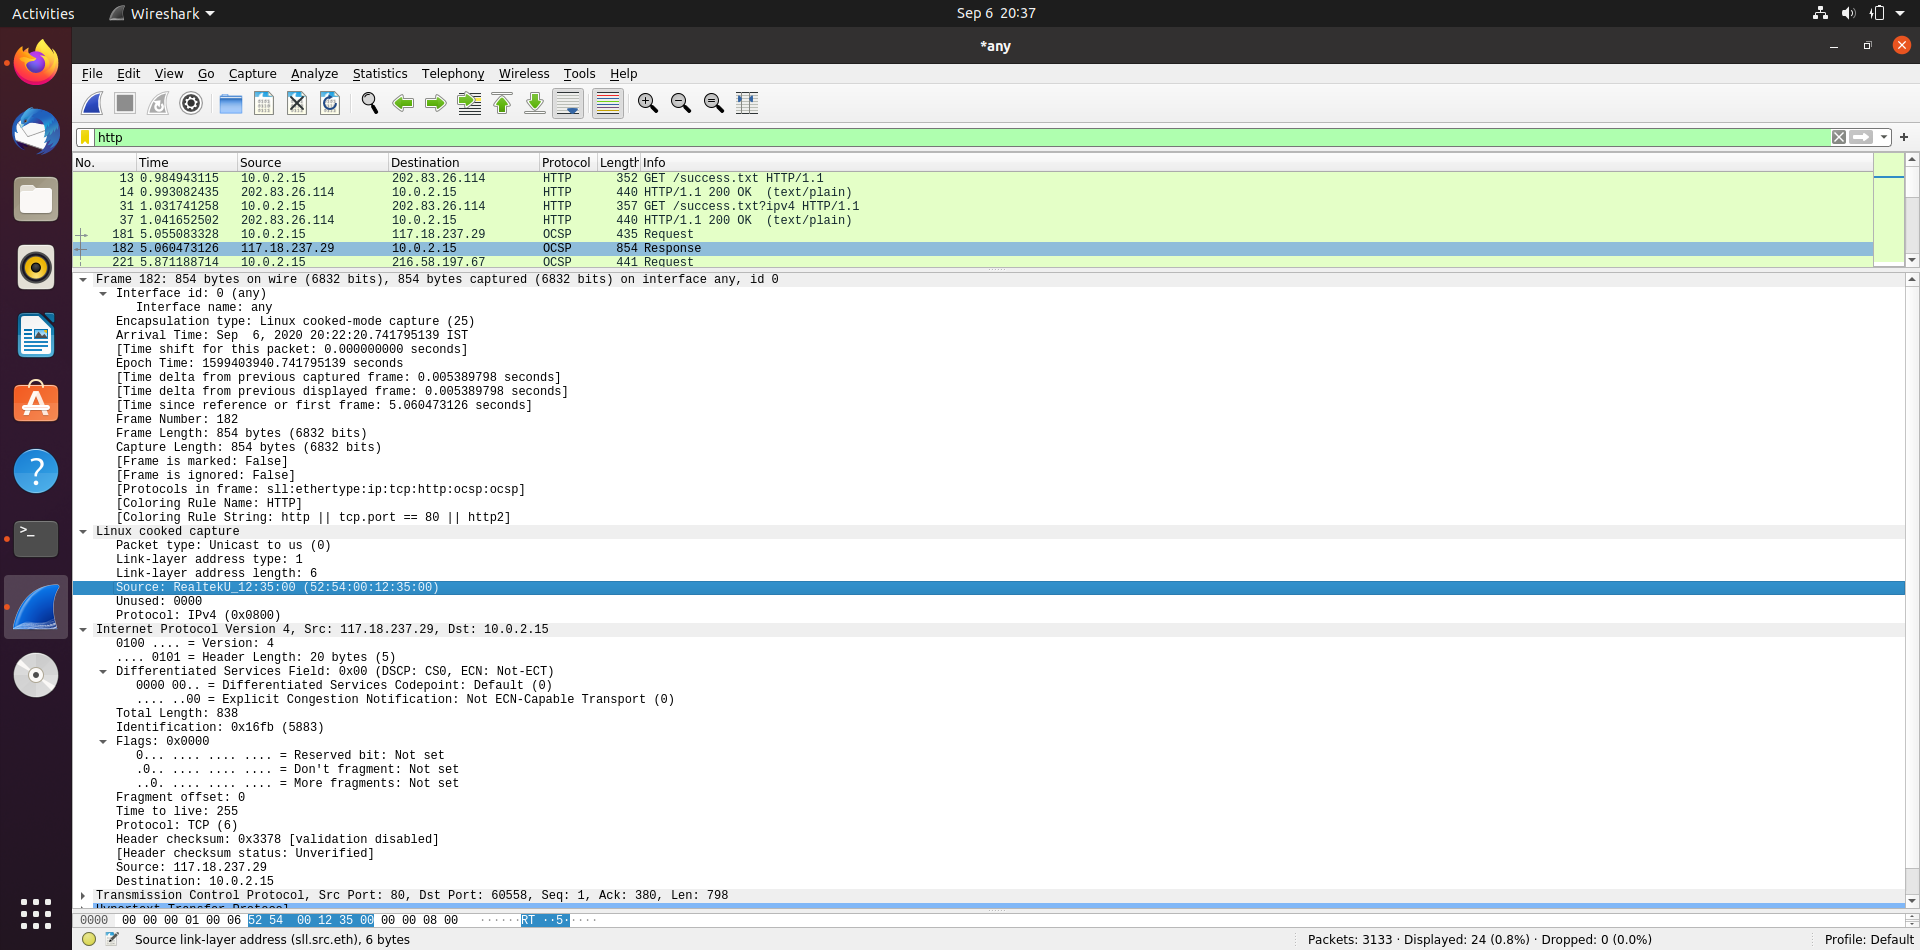 Activities Wireshark Sep 6 20:37
*any
File Edit View Go Capture Analyze Statistics Telephony Wireless Tools Help
http
No. Time Source Destination Protocol Length Info
13 0.984943115 10.0.2.15 202.83.26.114 HTTP 352 GET /success.txt HTTP/1.1
14 0.993082435 202.83.26.114 10.0.2.15 HTTP 440 HTTP/1.1 200 OK (text/plain)
31 1.031741258 10.0.2.15 202.83.26.114 HTTP 357 GET /success.txt?ipv4 HTTP/1.1
37 1.041652502 202.83.26.114 10.0.2.15 HTTP 440 HTTP/1.1 200 OK (text/plain)
181 5.055083328 10.0.2.15 117.18.237.29 OCSP 435 Request
182 5.060473126 117.18.237.29 10.0.2.15 OCSP 854 Response
221 5.871188714 10.0.2.15 216.58.197.67 OCSP 441 Request
Frame 182: 854 bytes on wire (6832 bits), 854 bytes captured (6832 bits) on interface any, id 0
Interface id: 0 (any)
Interface name: any
Encapsulation type: Linux cooked-mode capture (25)
Arrival Time: Sep  6, 2020 20:22:20.741795139 IST
[Time shift for this packet: 0.000000000 seconds]
Epoch Time: 1599403940.741795139 seconds
[Time delta from previous captured frame: 0.005389798 seconds]
[Time delta from previous displayed frame: 0.005389798 seconds]
[Time since reference or first frame: 5.060473126 seconds]
Frame Number: 182
Frame Length: 854 bytes (6832 bits)
Capture Length: 854 bytes (6832 bits)
[Frame is marked: False]
[Frame is ignored: False]
[Protocols in frame: sll:ethertype:ip:tcp:http:ocsp:ocsp]
[Coloring Rule Name: HTTP]
[Coloring Rule String: http || tcp.port == 80 || http2]
Linux cooked capture
Packet type: Unicast to us (0)
Link-layer address type: 1
Link-layer address length: 6
Source: RealtekU_12:35:00 (52:54:00:12:35:00)
Unused: 0000
Protocol: IPv4 (0x0800)
Internet Protocol Version 4, Src: 117.18.237.29, Dst: 10.0.2.15
0100 .... = Version: 4
.... 0101 = Header Length: 20 bytes (5)
Differentiated Services Field: 0x00 (DSCP: CS0, ECN: Not-ECT)
0000 00.. = Differentiated Services Codepoint: Default (0)
.... ..00 = Explicit Congestion Notification: Not ECN-Capable Transport (0)
Total Length: 838
Identification: 0x16fb (5883)
Flags: 0x0000
0... .... .... .... = Reserved bit: Not set
.0.. .... .... .... = Don't fragment: Not set
..0. .... .... .... = More fragments: Not set
Fragment offset: 0
Time to live: 255
Protocol: TCP (6)
Header checksum: 0x3378 [validation disabled]
[Header checksum status: Unverified]
Source: 117.18.237.29
Destination: 10.0.2.15
Transmission Control Protocol, Src Port: 80, Dst Port: 60558, Seq: 1, Ack: 380, Len: 798
Hypertext Transfer Protocol
0000 00 00 00 01 00 06 52 54 00 12 35 00 00 00 08 00 ······RT ··5·····
Source link-layer address (sll.src.eth), 6 bytes Packets: 3133 · Displayed: 24 (0.8%) · Dropped: 0 (0.0%) Profile: Default